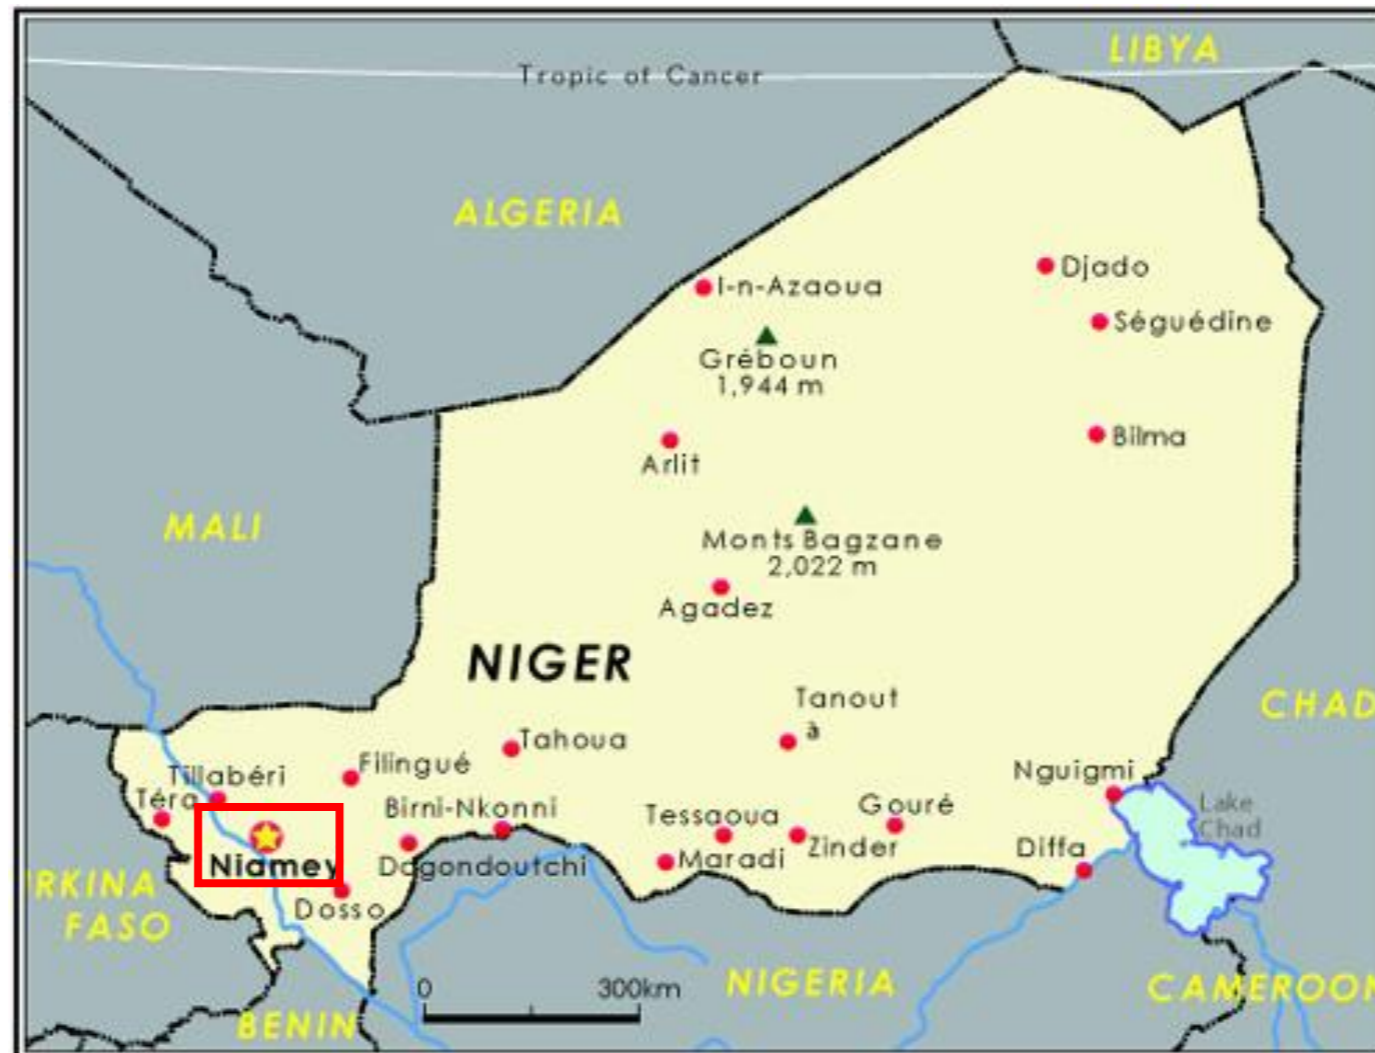 LIBYA
Tropic of Cancer
ALGERIA
Djado
I-n-Azaoua
Séguédine
Gréboun
1,944 m
Bilma
Arlit
MALI
Monts Bagzane
2,022 m
Agadez
NIGER
Tanout
à
CHAD
Tahoua
Filingué
Nguigmi
Tillabéri
Téra
Birni-Nkonni
Gouré
Lake
Chad
Tessaoua
Zinder
Diffa
Maradi
Niamey
Dogondoutchi
RKINA
FASO
Dosso
NIGERIA
0 300km
CAMEROON
BENIN